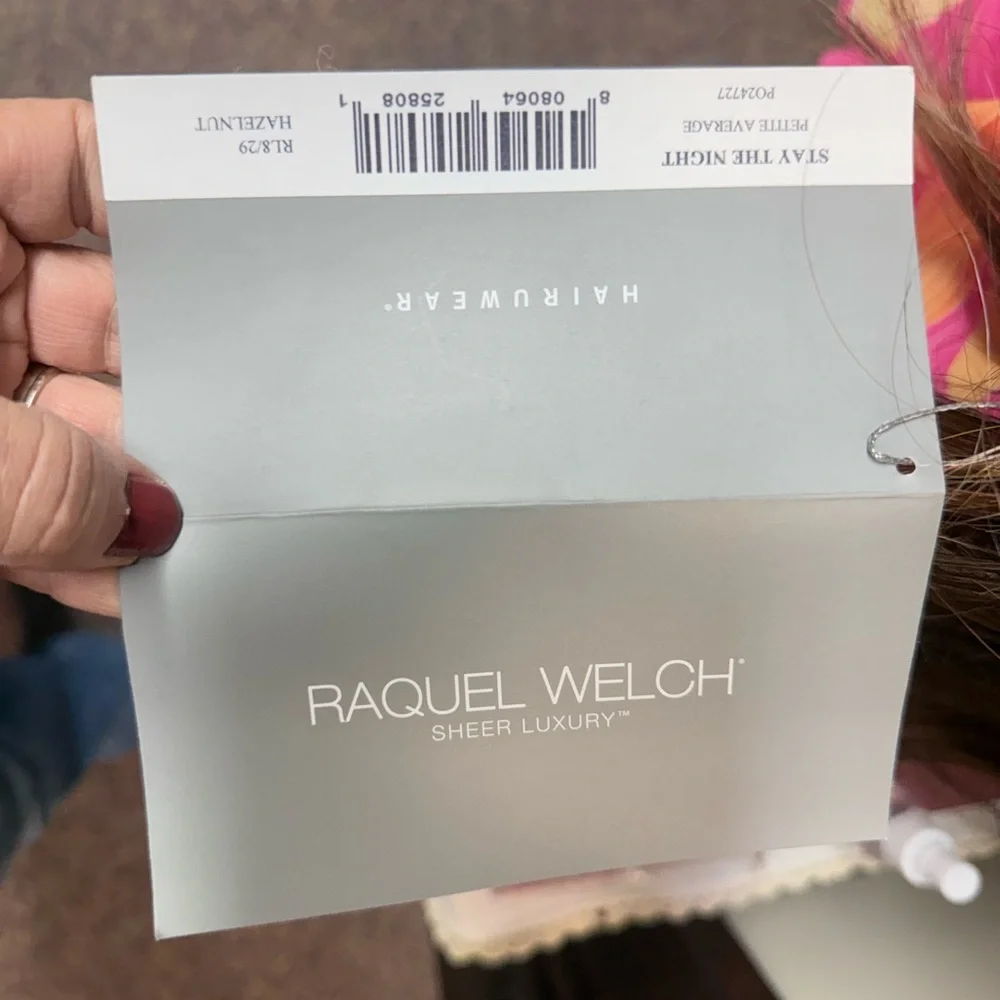 STAY THE NIGHT
PETITE AVERAGE
PO24727
8 08064 25808 1
RL8/29
HAZELNUT
HAIRUWEAR®
RAQUEL WELCH®
SHEER LUXURY™